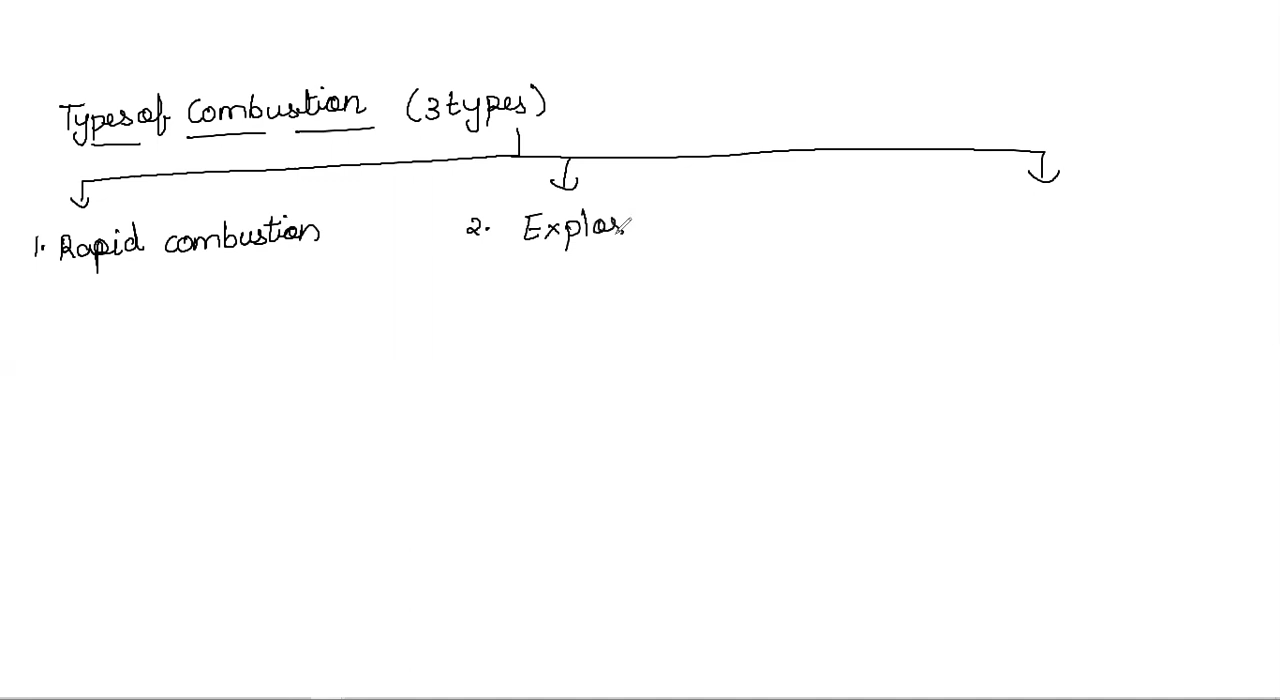 Types of Combustion (3 types)
1. Rapid combustion 2. Explos